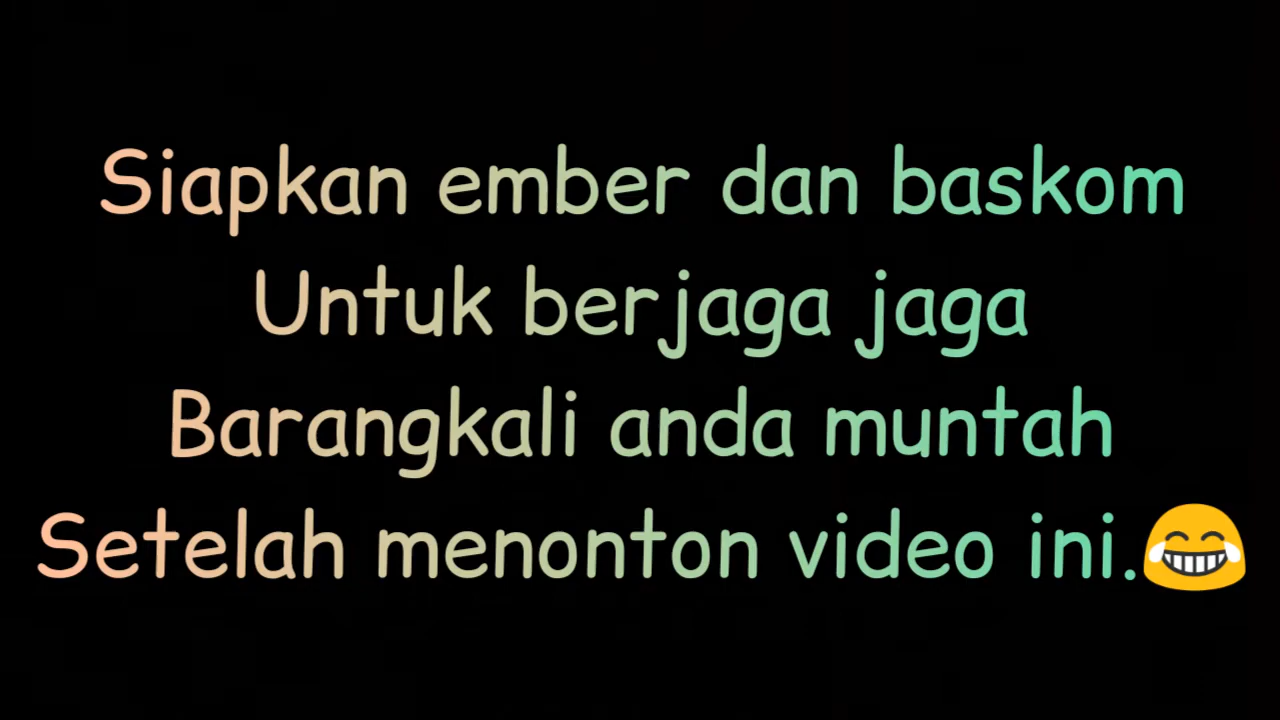 Siapkan ember dan baskom
Untuk berjaga jaga
Barangkali anda muntah
Setelah menonton video ini.😂